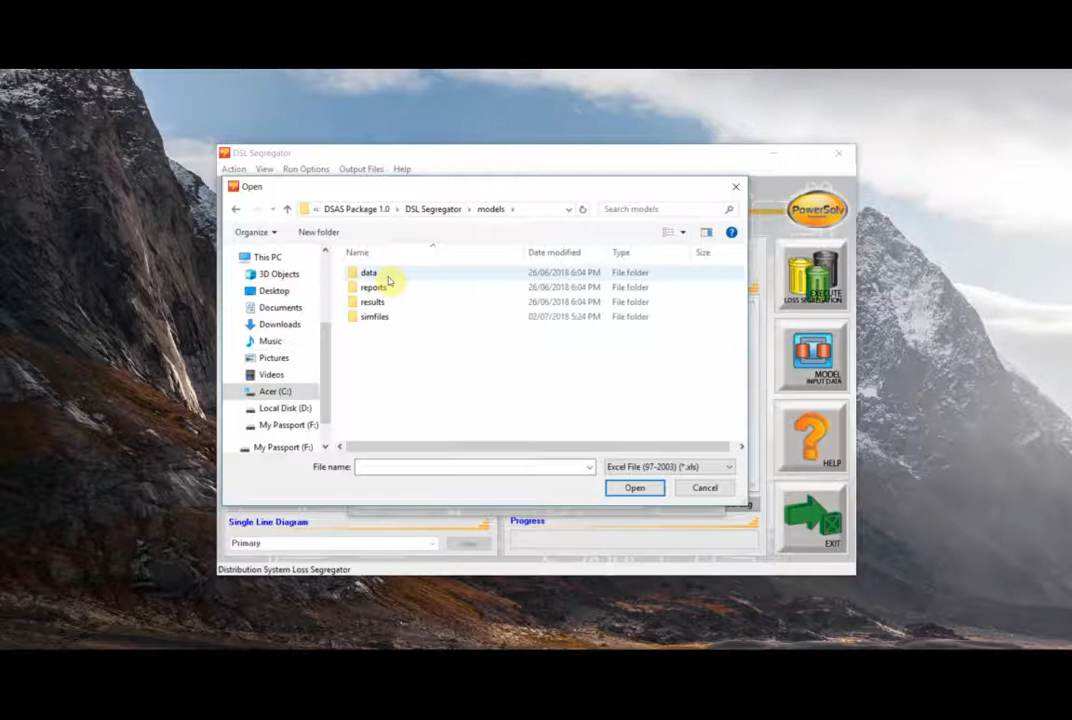 DSL Segregator
Action View Run Options Output Files Help
Open
« DSAS Package 1.0 › DSL Segregator › models › Search models
Organize New folder
Name Date modified Type Size
This PC
3D Objects
Desktop
Documents
Downloads
Music
Pictures
Videos
Acer (C:)
Local Disk (D:)
My Passport (F:)
My Passport (F:)
data 26/06/2018 6:04 PM File folder
reports 26/06/2018 6:04 PM File folder
results 26/06/2018 6:04 PM File folder
simfiles 02/07/2018 5:24 PM File folder
File name: Excel File (97-2003) (*.xls)
Open Cancel
PowerSolv
EXECUTE
LOSS SEGREGATION
MODEL
INPUT DATA
HELP
EXIT
Single Line Diagram
Primary
Progress
Distribution System Loss Segregator